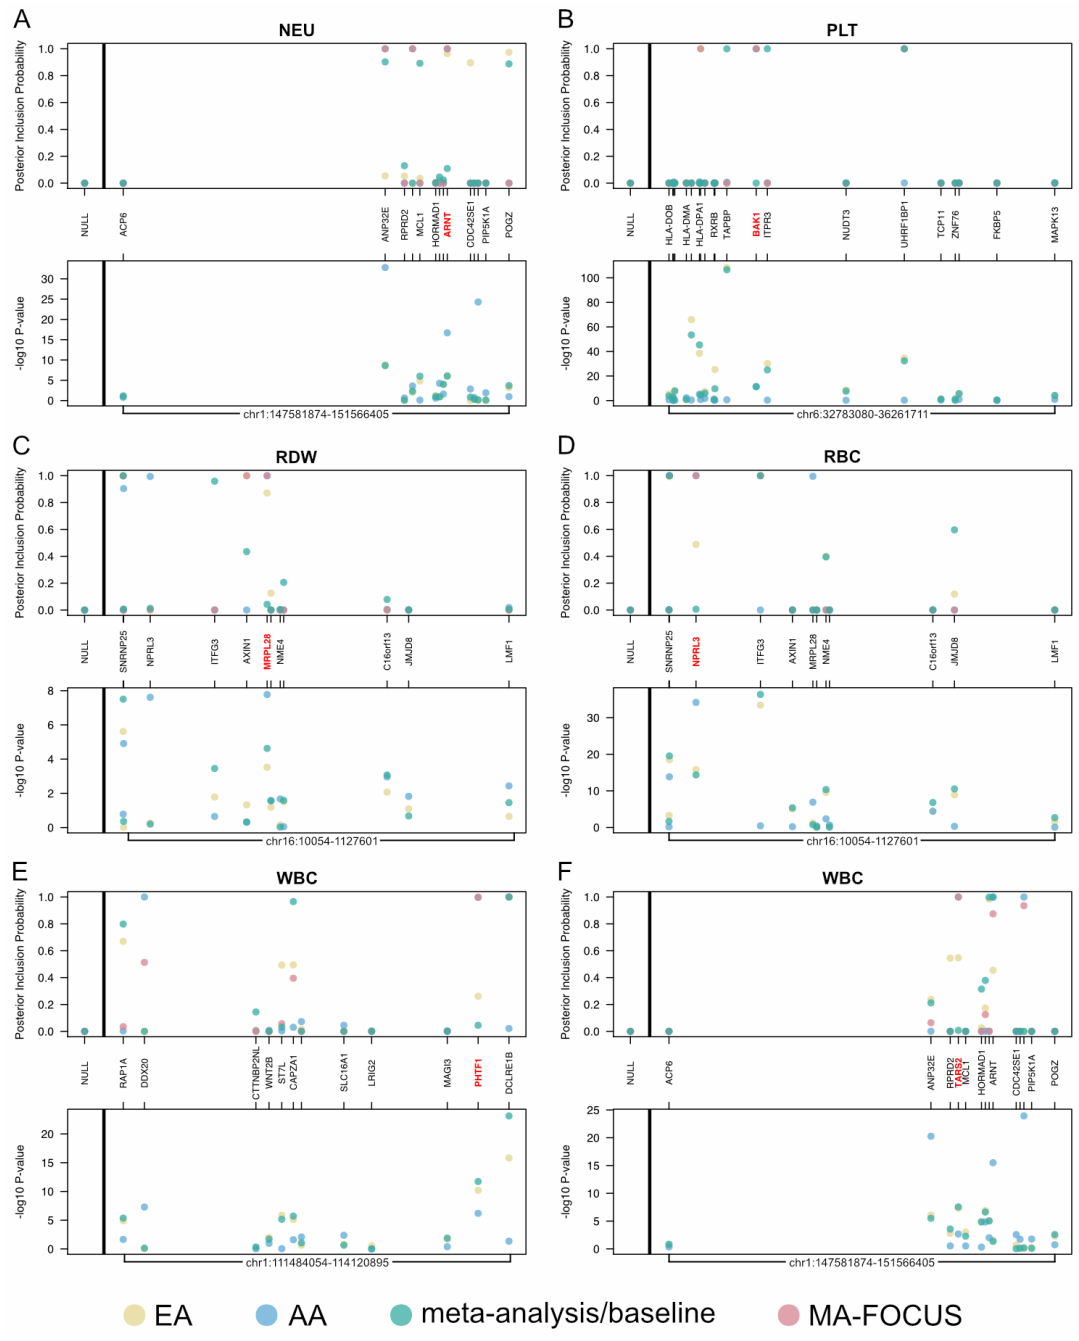 A
NEU
Posterior Inclusion Probability
1.0
0.8
0.6
0.4
0.2
0.0
NULL
ACP6
ANP32E
RPRD2
MCL1
HORMAD1
ARNT
CDC42SE1
PIP5K1A
POGZ
-log10 P-value
30
25
20
15
10
5
0
chr1:147581874-151566405
B
PLT
Posterior Inclusion Probability
1.0
0.8
0.6
0.4
0.2
0.0
NULL
HLA-DOB
HLA-DMA
HLA-DPA1
RXRB
TAPBP
BAK1
ITPR3
NUDT3
UHRF1BP1
TCP11
ZNF76
FKBP5
MAPK13
-log10 P-value
100
80
60
40
20
0
chr6:32783080-36261711
C
RDW
Posterior Inclusion Probability
1.0
0.8
0.6
0.4
0.2
0.0
NULL
SNRNP25
NPRL3
ITFG3
AXIN1
MRPL28
NME4
C16orf13
JMJD8
LMF1
-log10 P-value
8
6
4
2
0
chr16:10054-1127601
D
RBC
Posterior Inclusion Probability
1.0
0.8
0.6
0.4
0.2
0.0
NULL
SNRNP25
NPRL3
ITFG3
AXIN1
MRPL28
NME4
C16orf13
JMJD8
LMF1
-log10 P-value
30
20
10
0
chr16:10054-1127601
E
WBC
Posterior Inclusion Probability
1.0
0.8
0.6
0.4
0.2
0.0
NULL
RAP1A
DDX20
CTTNBP2NL
WNT2B
ST7L
CAPZA1
SLC16A1
LRIG2
MAGI3
PHTF1
DCLRE1B
-log10 P-value
20
15
10
5
0
chr1:111484054-114120895
F
WBC
Posterior Inclusion Probability
1.0
0.8
0.6
0.4
0.2
0.0
NULL
ACP6
ANP32E
RPRD2
TARS2
MCL1
HORMAD1
ARNT
CDC42SE1
PIP5K1A
POGZ
-log10 P-value
25
20
15
10
5
0
chr1:147581874-151566405
EA
AA
meta-analysis/baseline
MA-FOCUS